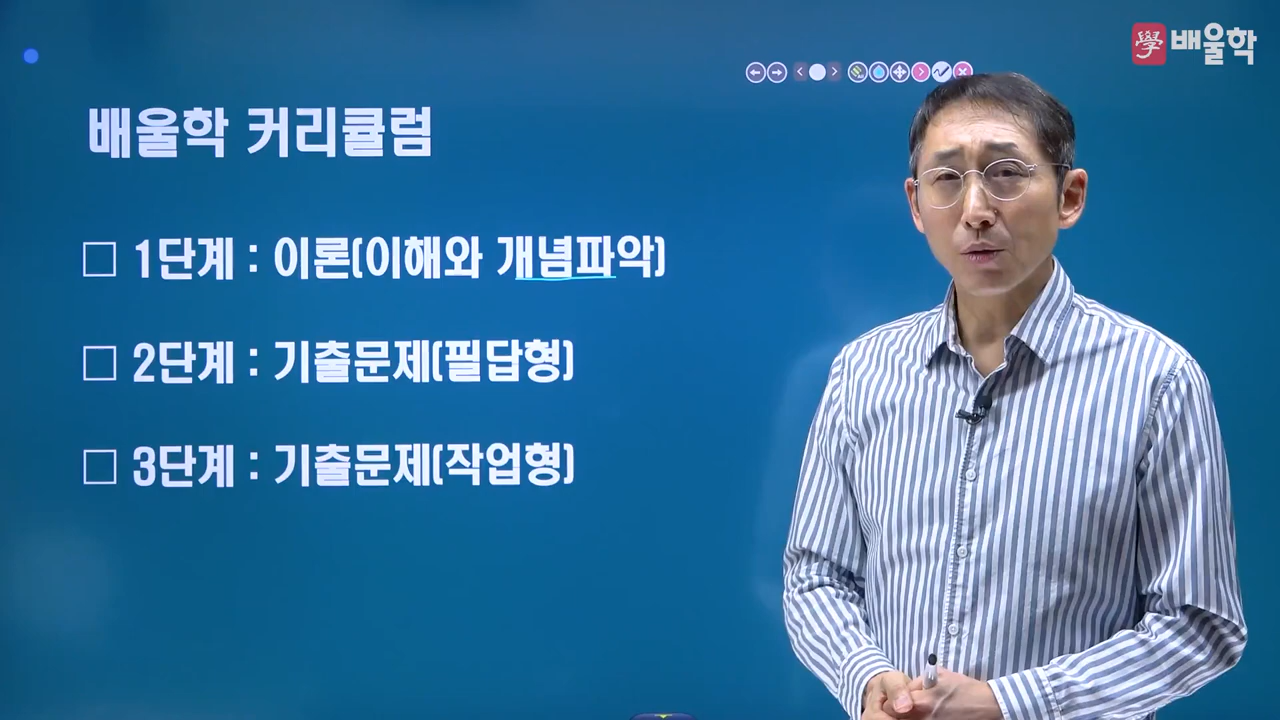 學 배울학
배울학 커리큘럼
□ 1단계 : 이론(이해와 개념파악)
□ 2단계 : 기출문제(필답형)
□ 3단계 : 기출문제(작업형)